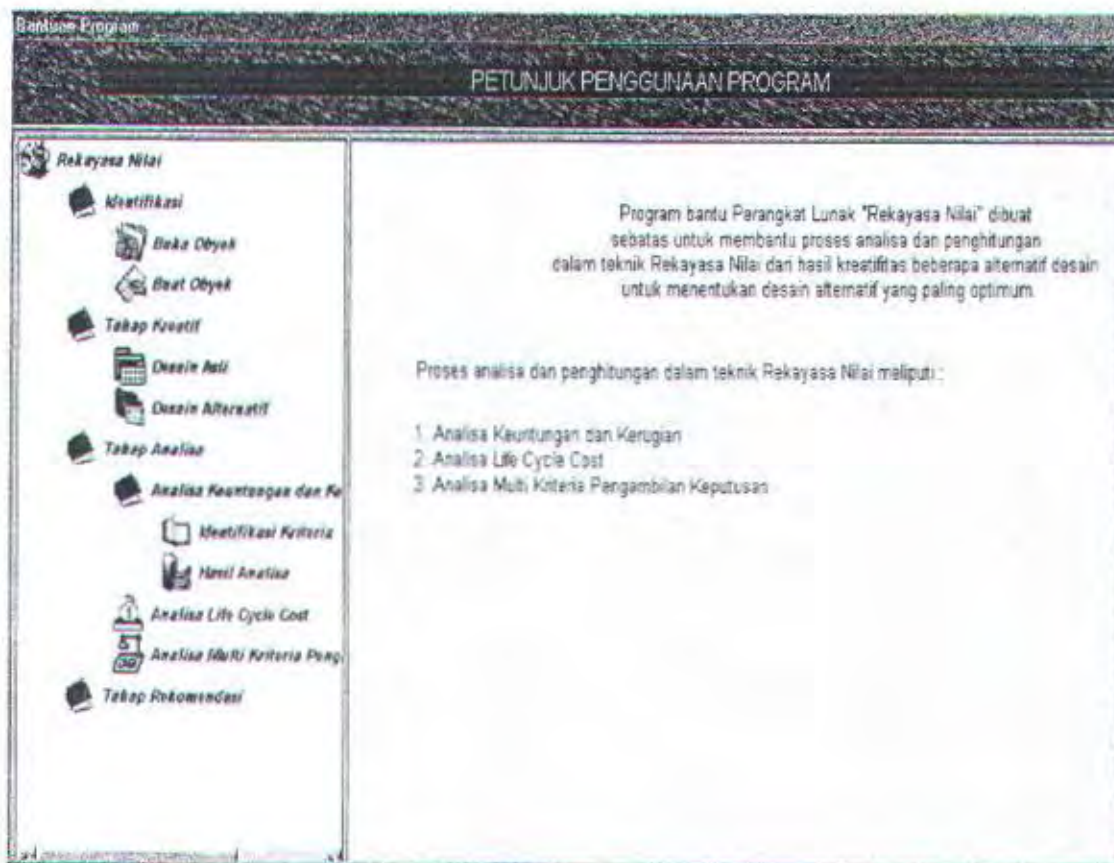 Bantuan Program
PETUNJUK PENGGUNAAN PROGRAM
Rekayasa Nilai
Identifikasi
Buka Obyek
Buat Obyek
Tahap Kreatif
Desain Asli
Desain Alternatif
Tahap Analisa
Analisa Keuntungan dan Ke
Identifikasi Kriteria
Hasil Analisa
Analisa Life Cycle Cost
Analisa Multi Kriteria Peng
Tahap Rekomendasi
Program bantu Perangkat Lunak "Rekayasa Nilai" dibuat
sebatas untuk membantu proses analisa dan penghitungan
dalam teknik Rekayasa Nilai dari hasil kreatifitas beberapa alternatif desain
untuk menentukan desain alternatif yang paling optimum.
Proses analisa dan penghitungan dalam teknik Rekayasa Nilai meliputi :
1. Analisa Keuntungan dan Kerugian
2. Analisa Life Cycle Cost
3. Analisa Multi Kriteria Pengambilan Keputusan